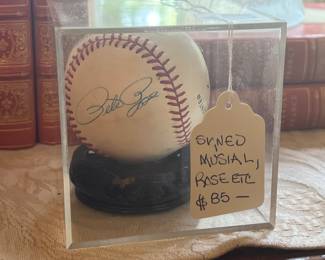 Pete Rose
SIGNED
MUSIAL,
ROSE ETC
$85—